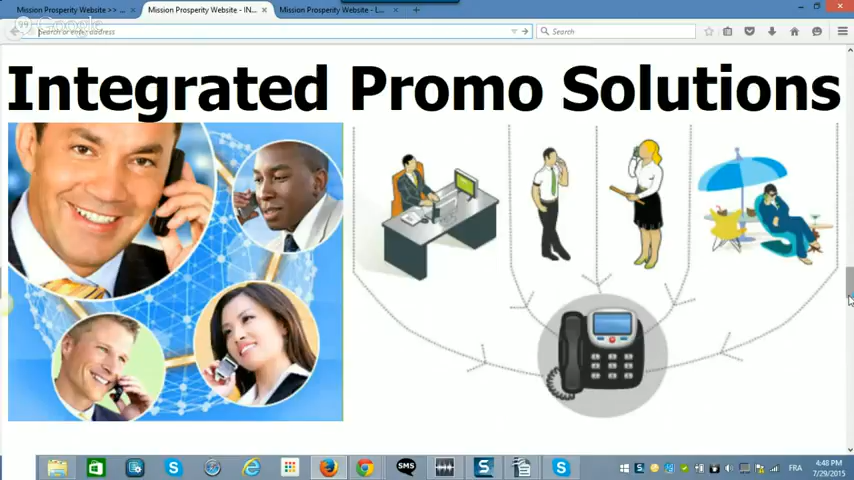 Mission Prosperity Website >> ...
Mission Prosperity Website - IN...
Mission Prosperity Website - L...
Google
Search or enter address
Search
Integrated Promo Solutions
SMS
FRA
4:48 PM
7/29/2015